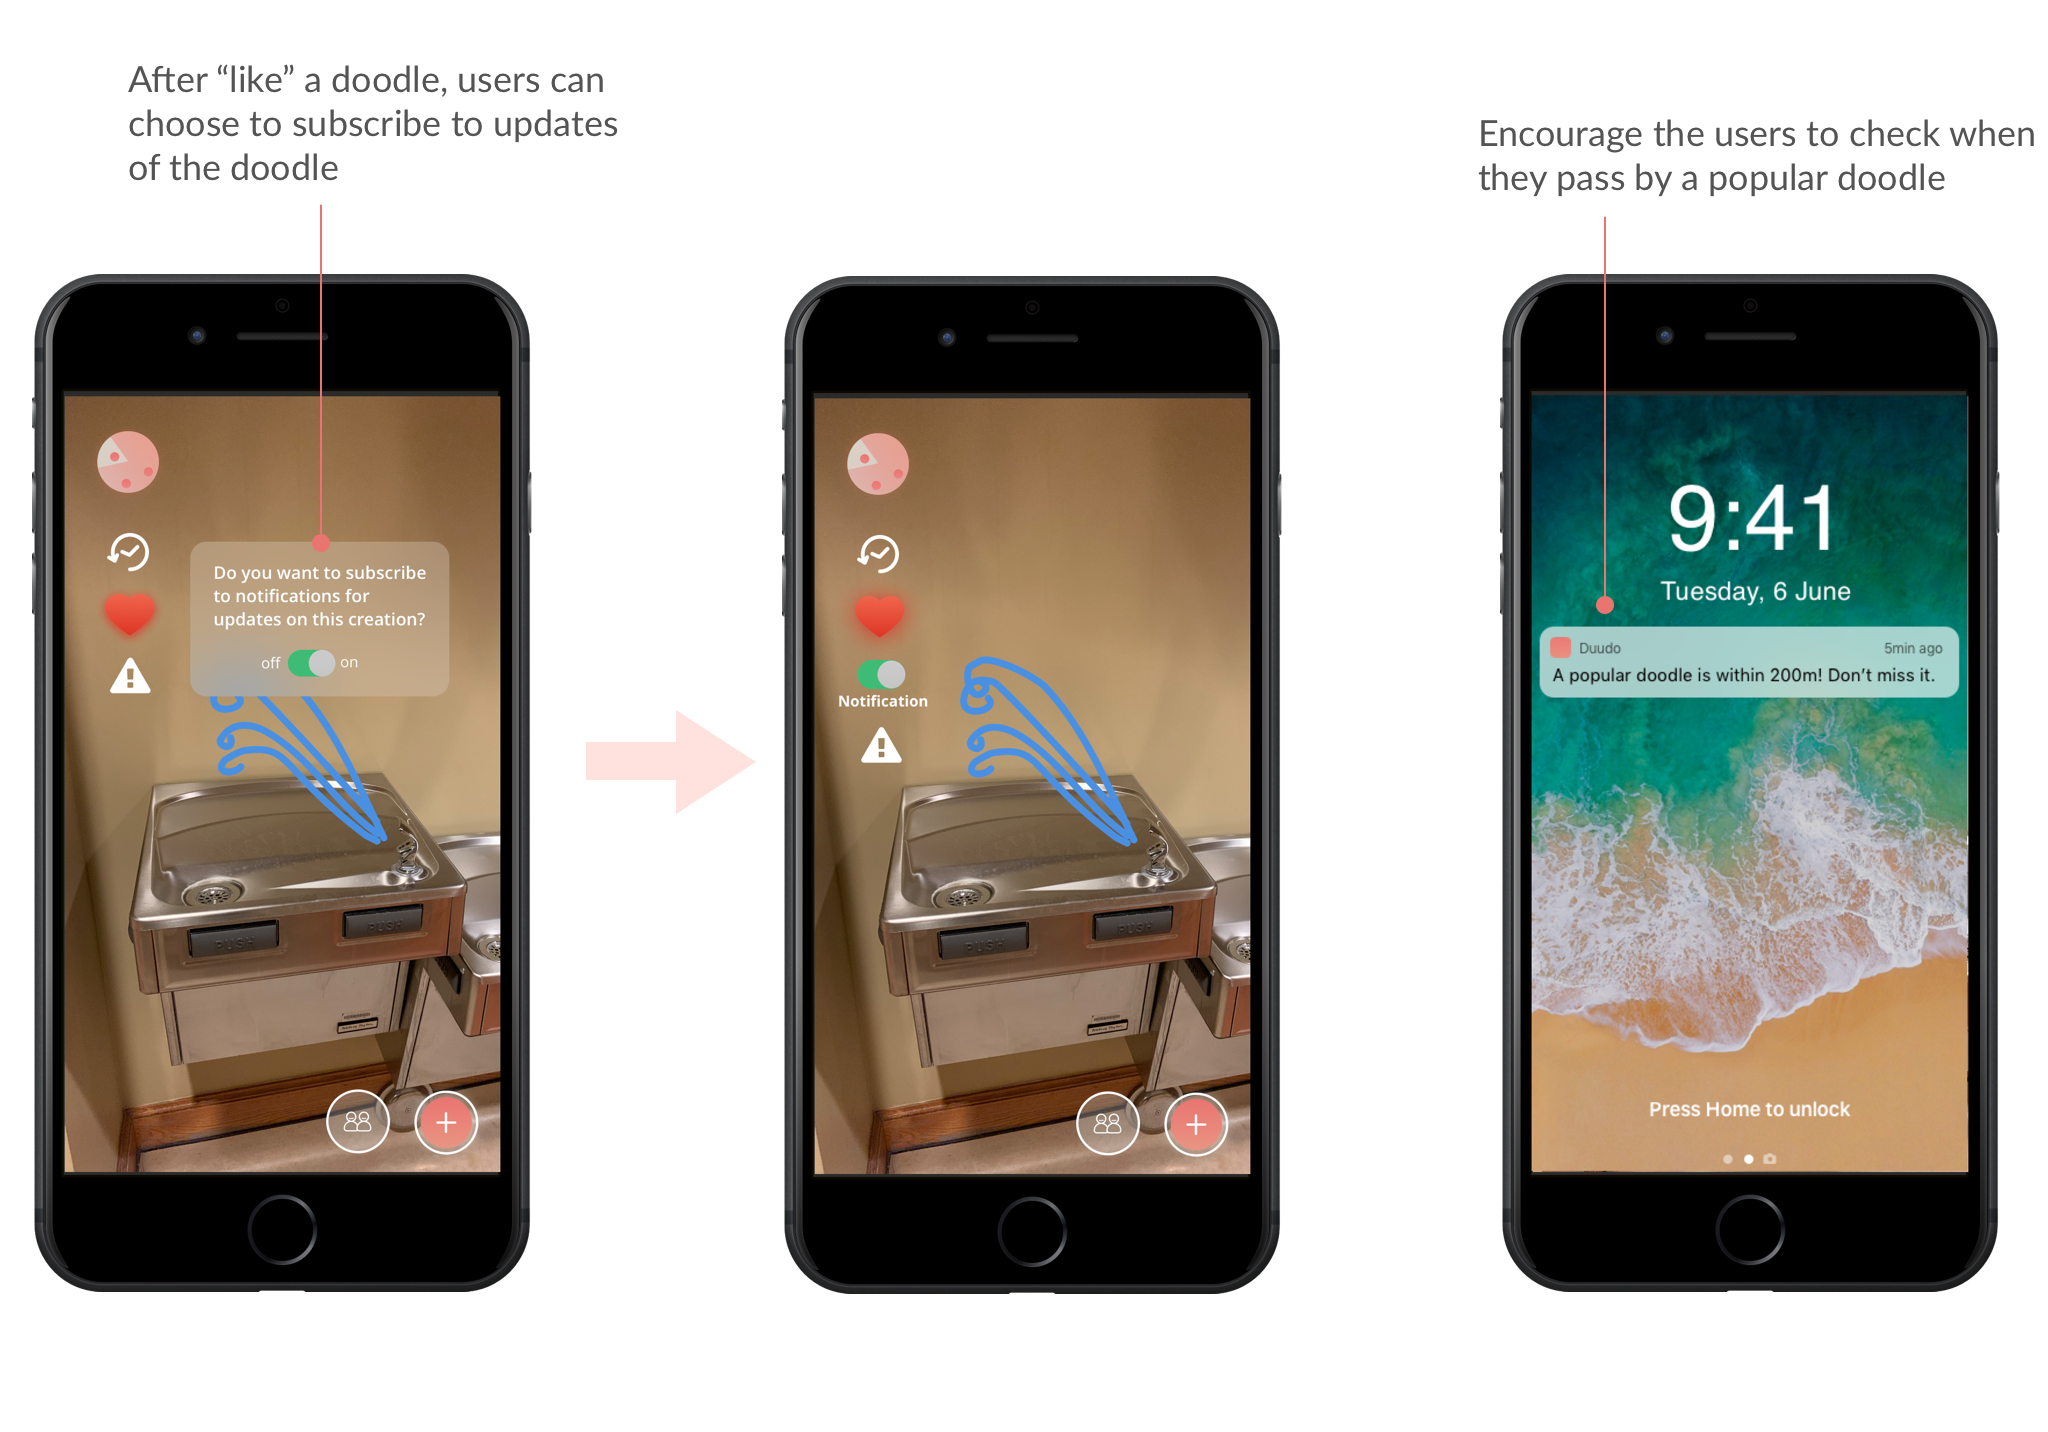 After “like” a doodle, users can
choose to subscribe to updates
of the doodle
Encourage the users to check when
they pass by a popular doodle
Do you want to subscribe
to notifications for
updates on this creation?
off on
PUSH PUSH
Notification
PUSH PUSH
9:41
Tuesday, 6 June
Duudo 5min ago
A popular doodle is within 200m! Don’t miss it.
Press Home to unlock